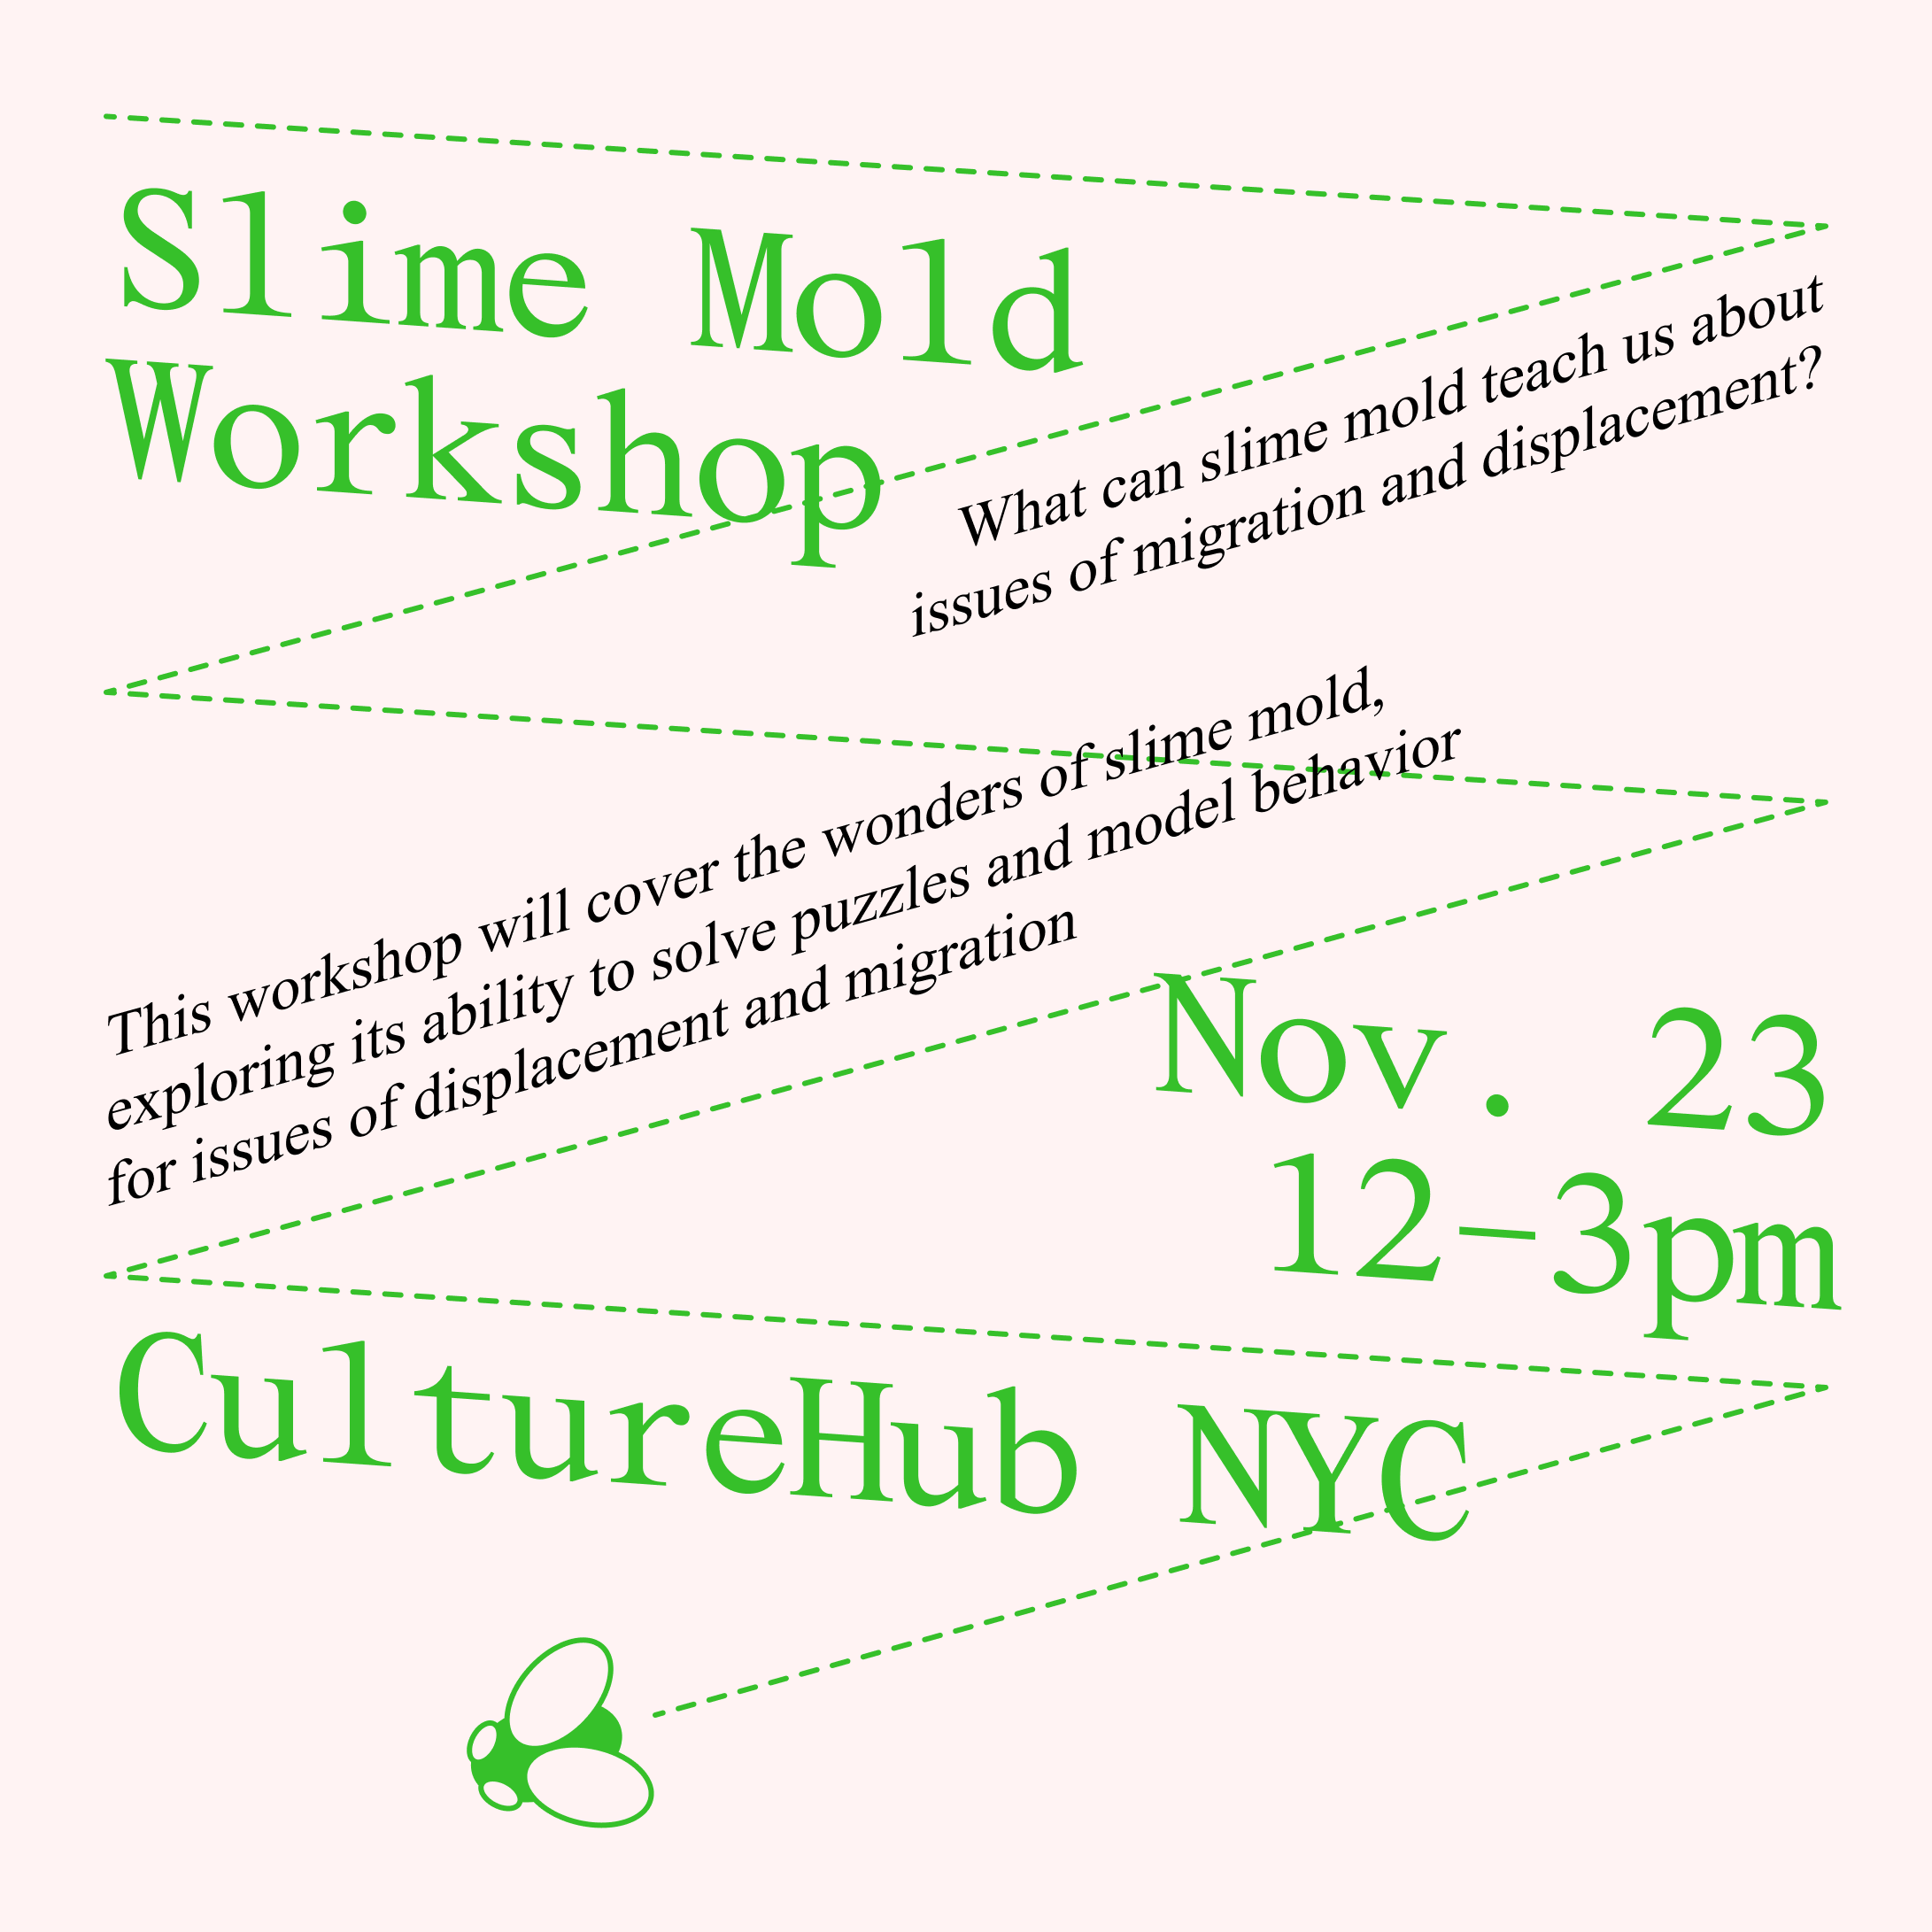 Slime Mold
Workshop
What can slime mold teach us about
issues of migration and displacement?
This workshop will cover the wonders of slime mold,
exploring its ability to solve puzzles and model behavior
for issues of displacement and migration
Nov. 23
12-3pm
CultureHub NYC